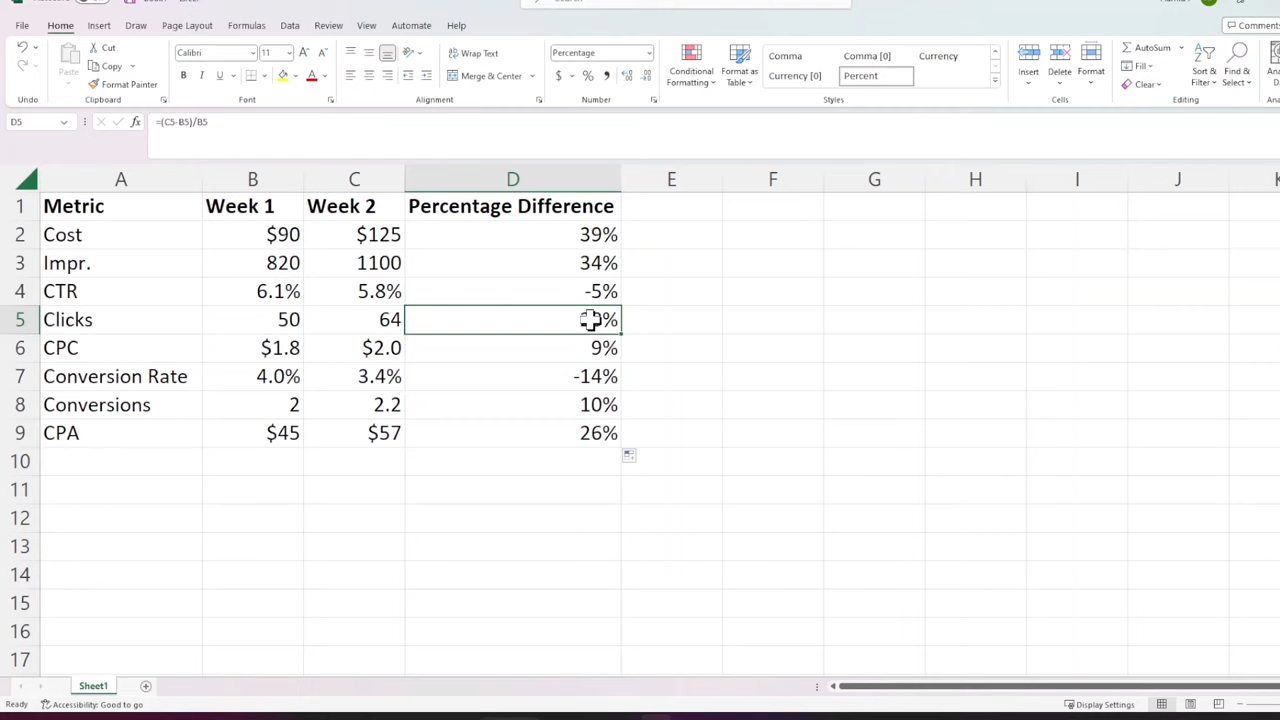 File Home Insert Draw Page Layout Formulas Data Review View Automate Help Comments
Undo
Paste
Cut
Copy
Format Painter
Clipboard
Calibri 11
B I U
Font
Wrap Text
Merge & Center
Alignment
Percentage
$ % ,
Number
Conditional Formatting
Format as Table
Comma Comma [0] Currency
Currency [0] Percent
Styles
Insert Delete Format
Cells
AutoSum
Fill
Clear
Sort & Filter
Find & Select
Editing
D5 fx =(C5-B5)/B5
A B C D E F G H I J
1 Metric Week 1 Week 2 Percentage Difference
2 Cost $90 $125 39%
3 Impr. 820 1100 34%
4 CTR 6.1% 5.8% -5%
5 Clicks 50 64 %
6 CPC $1.8 $2.0 9%
7 Conversion Rate 4.0% 3.4% -14%
8 Conversions 2 2.2 10%
9 CPA $45 $57 26%
10
11
12
13
14
15
16
17
Sheet1
Ready Accessibility: Good to go Display Settings